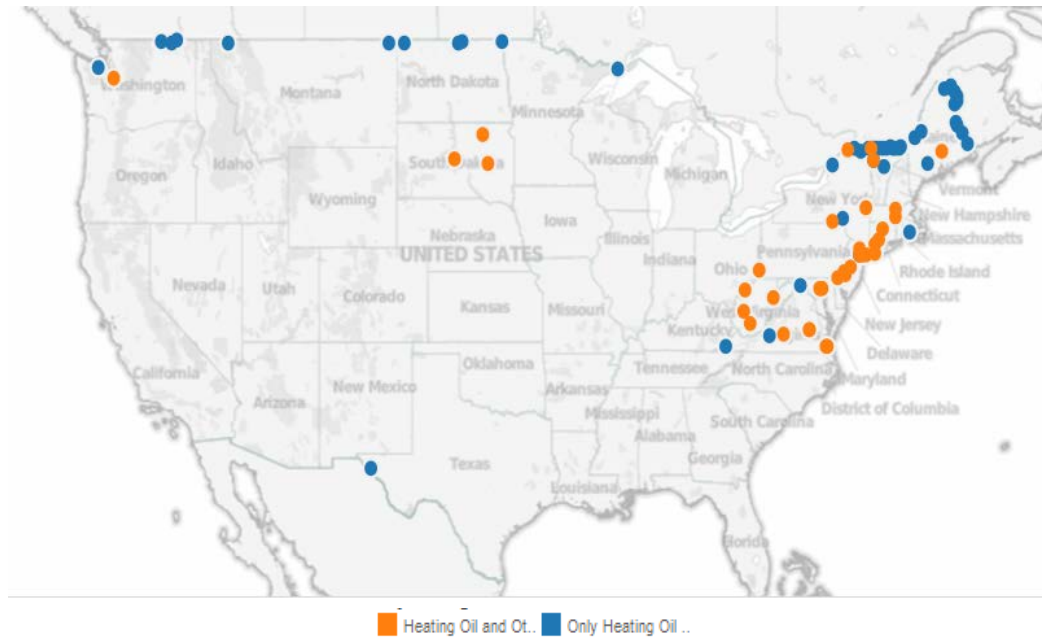 Washington
Montana
North Dakota
Minnesota
Maine
Oregon
Idaho
South Dakota
Wisconsin
Michigan
Vermont
Wyoming
New York
New Hampshire
Massachusetts
Nebraska
Iowa
Illinois
Indiana
Ohio
Pennsylvania
UNITED STATES
Rhode Island
Connecticut
Nevada
Utah
Colorado
Kansas
Missouri
West Virginia
Kentucky
New Jersey
Delaware
Maryland
District of Columbia
California
Arizona
New Mexico
Oklahoma
Arkansas
Tennessee
North Carolina
Mississippi
Alabama
South Carolina
Georgia
Texas
Louisiana
Florida
Heating Oil and Ot..
Only Heating Oil ..